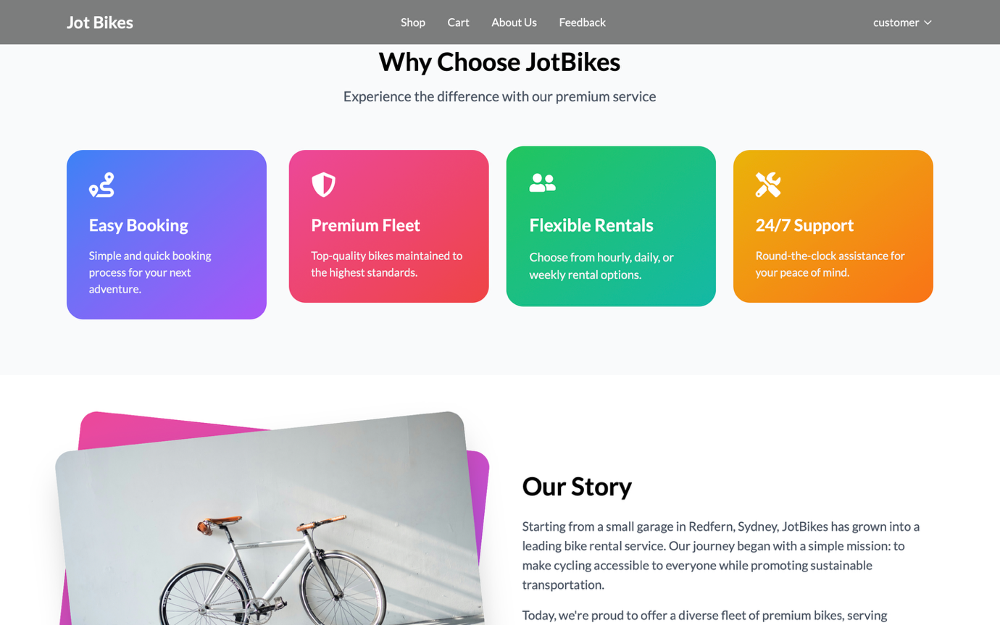 Jot Bikes
Shop Cart About Us Feedback
customer
Why Choose JotBikes
Experience the difference with our premium service
Easy Booking
Simple and quick booking
process for your next
adventure.
Premium Fleet
Top-quality bikes maintained to
the highest standards.
Flexible Rentals
Choose from hourly, daily, or
weekly rental options.
24/7 Support
Round-the-clock assistance for
your peace of mind.
Our Story
Starting from a small garage in Redfern, Sydney, JotBikes has grown into a
leading bike rental service. Our journey began with a simple mission: to
make cycling accessible to everyone while promoting sustainable
transportation.
Today, we're proud to offer a diverse fleet of premium bikes, serving